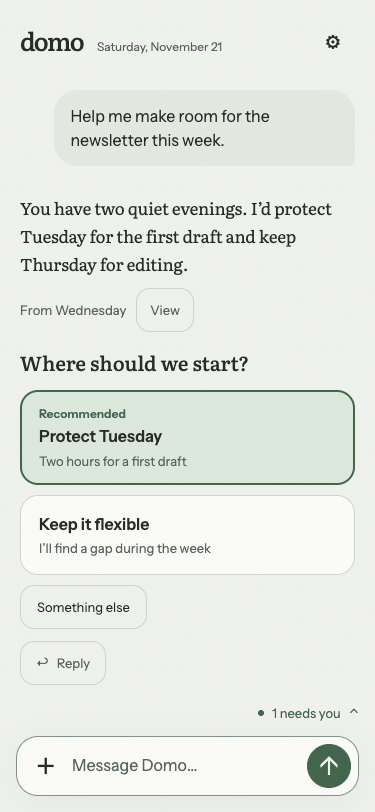 domo Saturday, November 21
Help me make room for the
newsletter this week.
You have two quiet evenings. I’d protect
Tuesday for the first draft and keep
Thursday for editing.
From Wednesday View
Where should we start?
Recommended
Protect Tuesday
Two hours for a first draft
Keep it flexible
I’ll find a gap during the week
Something else
Reply
1 needs you
Message Domo...